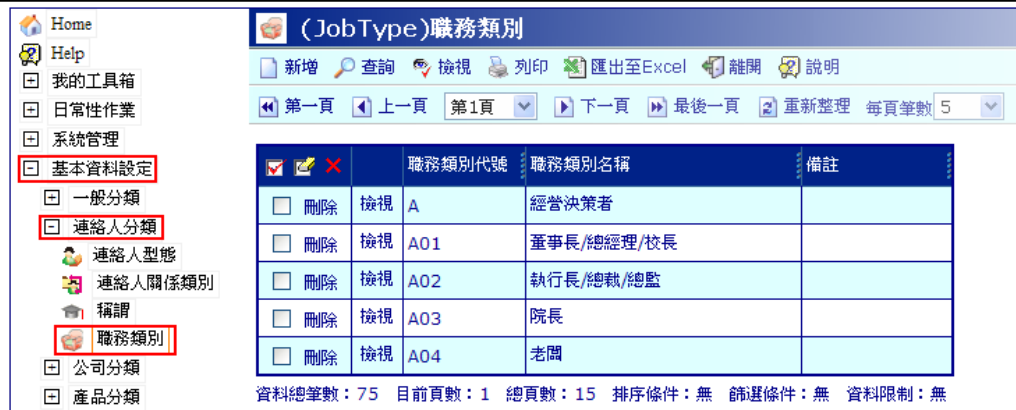 Home
Help
我的工具箱
日常性作業
系統管理
基本資料設定
一般分類
連絡人分類
連絡人型態
連絡人關係類別
稱謂
職務類別
公司分類
產品分類
(JobType)職務類別
新增 查詢 檢視 列印 匯出至Excel 離開 說明
第一頁 上一頁 第1頁 下一頁 最後一頁 重新整理 每頁筆數 5
職務類別代號 職務類別名稱 備註
刪除 檢視 A 經營決策者
刪除 檢視 A01 董事長/總經理/校長
刪除 檢視 A02 執行長/總裁/總監
刪除 檢視 A03 院長
刪除 檢視 A04 老闆
資料總筆數：75 目前頁數：1 總頁數：15 排序條件：無 篩選條件：無 資料限制：無